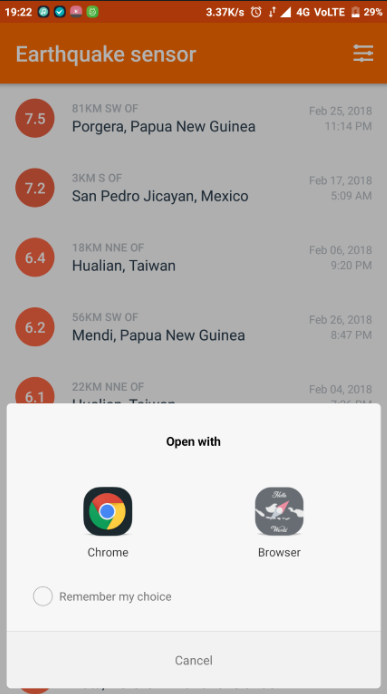 19:22 3.37K/s 4G VoLTE 29%
Earthquake sensor
7.5
81KM SW OF
Porgera, Papua New Guinea
Feb 25, 2018
11:14 PM
7.2
3KM S OF
San Pedro Jicayan, Mexico
Feb 17, 2018
5:09 AM
6.4
18KM NNE OF
Hualian, Taiwan
Feb 06, 2018
9:20 PM
6.2
56KM SW OF
Mendi, Papua New Guinea
Feb 26, 2018
8:47 PM
6.1
22KM NNE OF
Hualian, Taiwan
Feb 04, 2018
Open with
Hello
World
Chrome
Browser
Remember my choice
Cancel